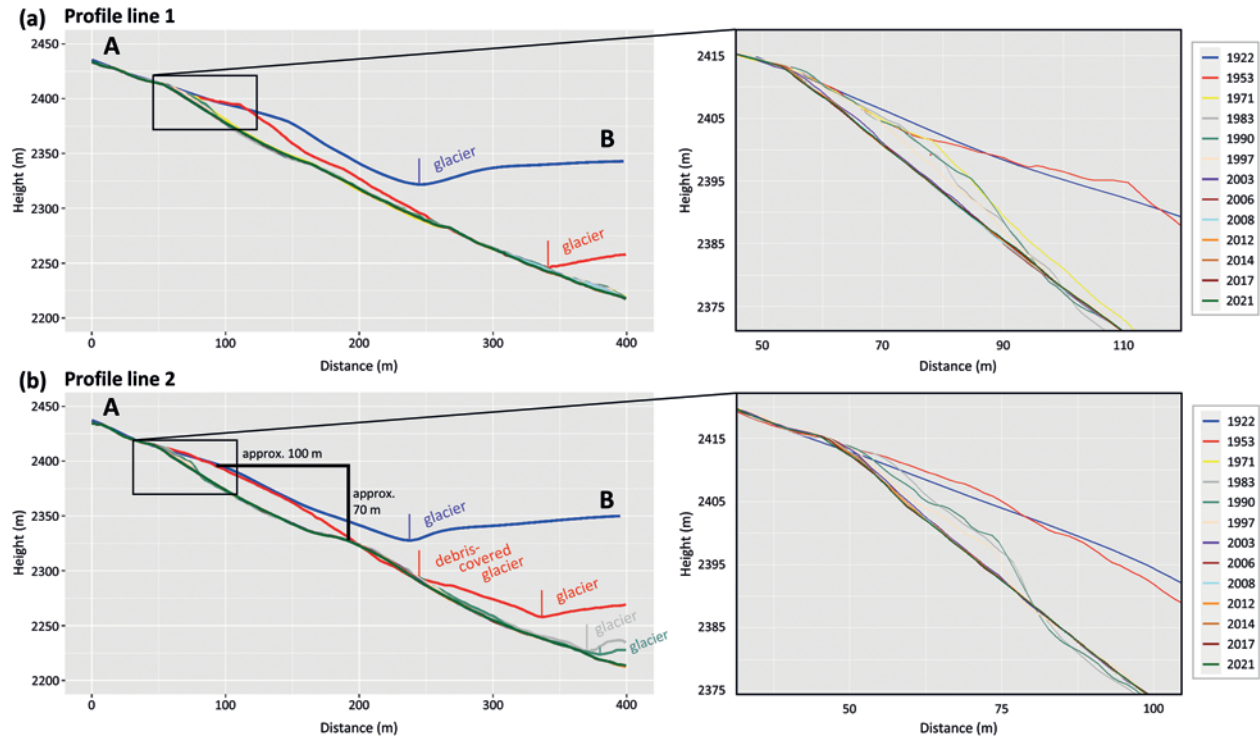 (a) Profile line 1
A
B
glacier
glacier
2450
2400
2350
2300
2250
2200
Height (m)
0
100
200
300
400
Distance (m)
2415
2405
2395
2385
2375
Height (m)
50
70
90
110
Distance (m)
1922
1953
1971
1983
1990
1997
2003
2006
2008
2012
2014
2017
2021
(b) Profile line 2
A
B
approx. 100 m
approx.
70 m
glacier
debris-
covered
glacier
glacier
glacier
glacier
2450
2400
2350
2300
2250
2200
Height (m)
0
100
200
300
400
Distance (m)
2415
2405
2395
2385
2375
Height (m)
50
75
100
Distance (m)
1922
1953
1971
1983
1990
1997
2003
2006
2008
2012
2014
2017
2021